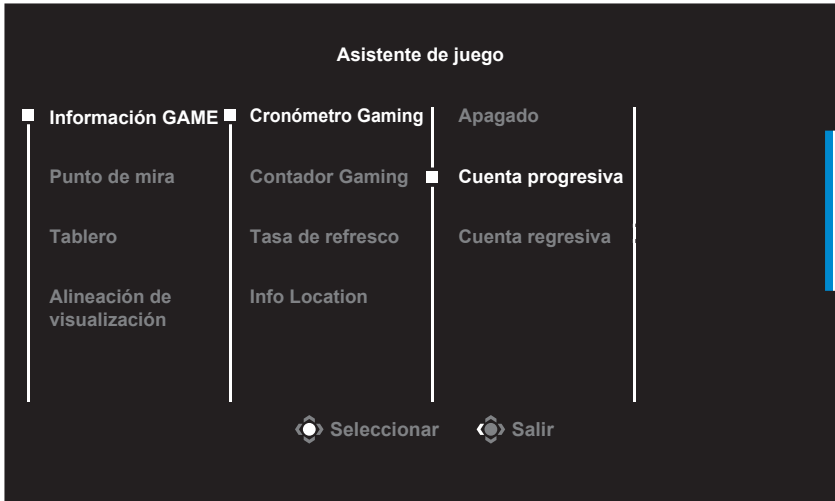 Asistente de juego
Información GAME
Cronómetro Gaming
Apagado
Punto de mira
Contador Gaming
Cuenta progresiva
Tablero
Tasa de refresco
Cuenta regresiva
Alineación de
visualización
Info Location
Seleccionar
Salir